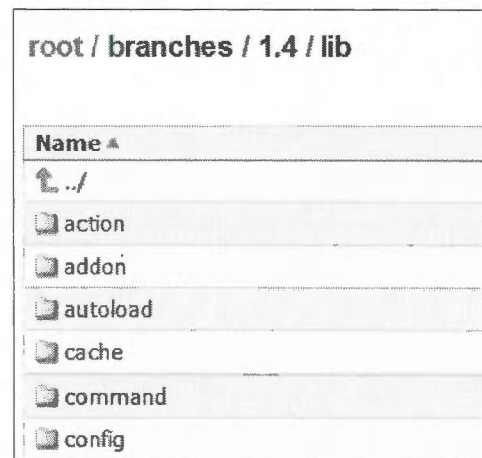 root / branches / 1.4 / lib
Name ▲
../
action
addon
autoload
cache
command
config